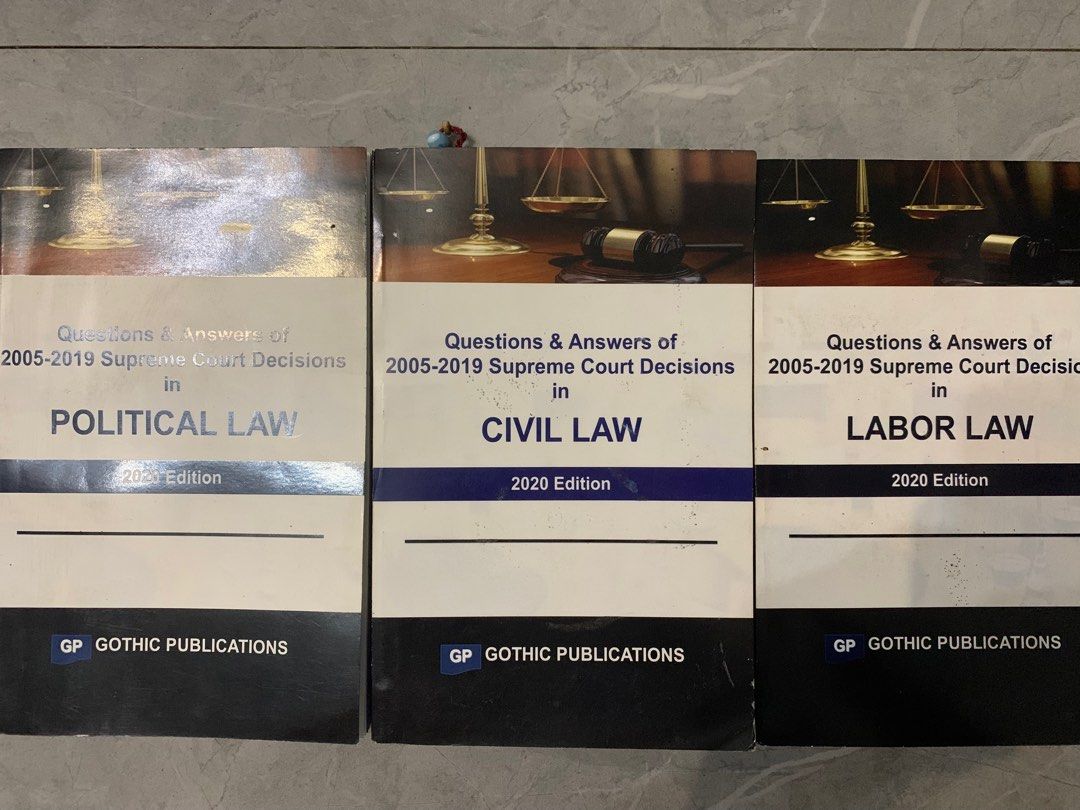 Questions & Answers of
2005-2019 Supreme Court Decisions
in
POLITICAL LAW
2020 Edition
GP GOTHIC PUBLICATIONS
Questions & Answers of
2005-2019 Supreme Court Decisions
in
CIVIL LAW
2020 Edition
GP GOTHIC PUBLICATIONS
Questions & Answers of
2005-2019 Supreme Court Decisio
in
LABOR LAW
2020 Edition
GP GOTHIC PUBLICATIONS